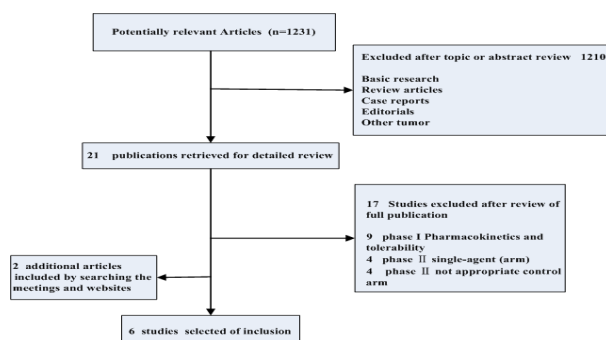 Potentially relevant Articles (n=1231)
Excluded after topic or abstract review 1210
Basic research
Review articles
Case reports
Editorials
Other tumor
21 publications retrieved for detailed review
17 Studies excluded after review of
full publication
9 phase I Pharmacokinetics and
tolerability
4 phase Ⅱ single-agent (arm)
4 phase Ⅱ not appropriate control
arm
2 additional articles
included by searching the
meetings and websites
6 studies selected of inclusion